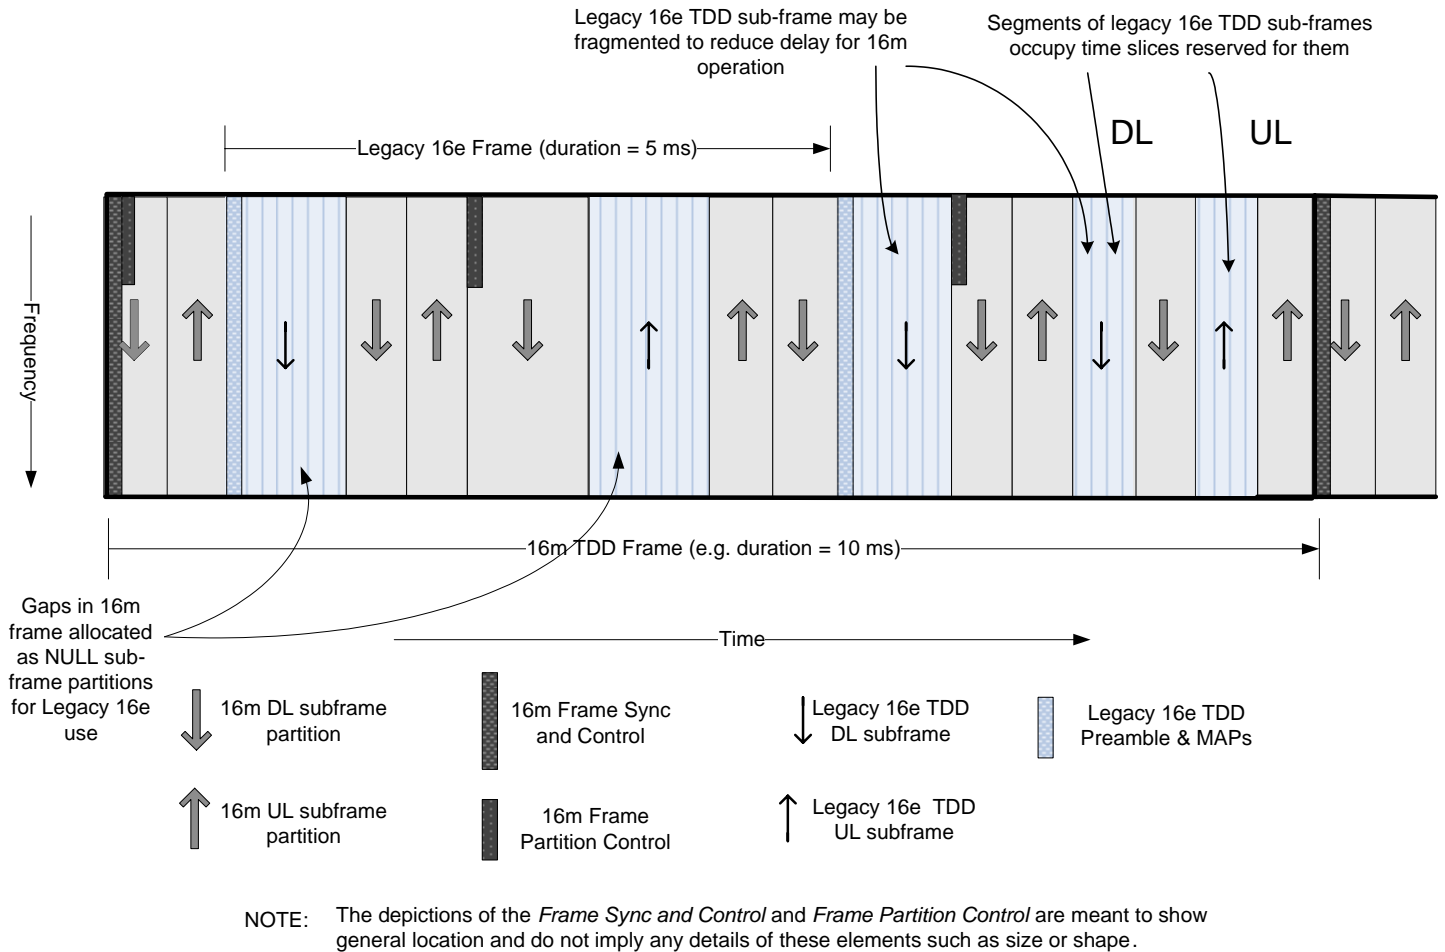 Legacy 16e TDD sub-frame may be
fragmented to reduce delay for 16m
operation
Segments of legacy 16e TDD sub-frames
occupy time slices reserved for them
DL
UL
Legacy 16e Frame (duration = 5 ms)
Frequency
16m TDD Frame (e.g. duration = 10 ms)
Gaps in 16m
frame allocated
as NULL sub-
frame partitions
for Legacy 16e
use
Time
16m DL subframe
partition
16m Frame Sync
and Control
Legacy 16e TDD
DL subframe
Legacy 16e TDD
Preamble & MAPs
16m UL subframe
partition
16m Frame
Partition Control
Legacy 16e TDD
UL subframe
NOTE: The depictions of the Frame Sync and Control and Frame Partition Control are meant to show
general location and do not imply any details of these elements such as size or shape.